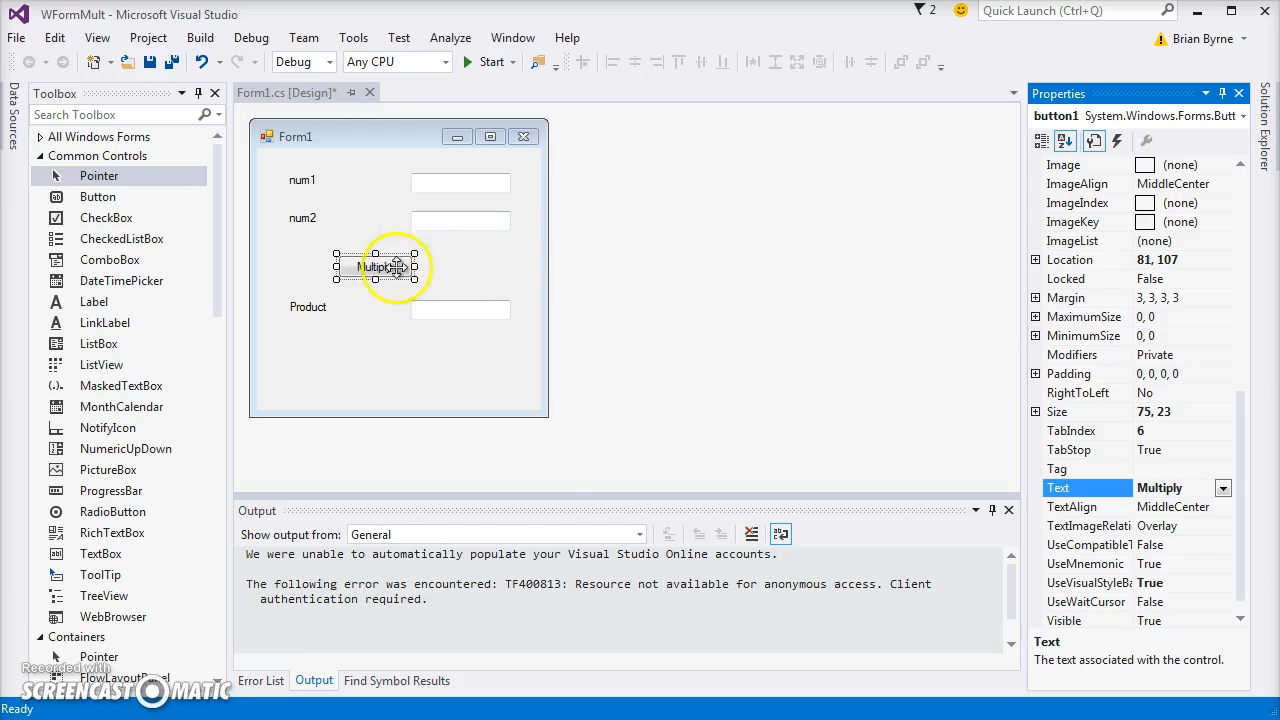 WFormMult - Microsoft Visual Studio
2
Quick Launch (Ctrl+Q)
File Edit View Project Build Debug Team Tools Test Analyze Window Help
Brian Byrne
Debug
Any CPU
Start
Data Sources
Toolbox
Search Toolbox
All Windows Forms
Common Controls
Pointer
Button
CheckBox
CheckedListBox
ComboBox
DateTimePicker
Label
LinkLabel
ListBox
ListView
MaskedTextBox
MonthCalendar
NotifyIcon
NumericUpDown
PictureBox
ProgressBar
RadioButton
RichTextBox
TextBox
ToolTip
TreeView
WebBrowser
Containers
Pointer
FlowLayoutPanel
Form1.cs [Design]*
Form1
num1
num2
Multiply
Product
Output
Show output from: General
We were unable to automatically populate your Visual Studio Online accounts.
The following error was encountered: TF400813: Resource not available for anonymous access. Client
authentication required.
Error List Output Find Symbol Results
Properties
button1 System.Windows.Forms.Butt
Image (none)
ImageAlign MiddleCenter
ImageIndex (none)
ImageKey (none)
ImageList (none)
Location 81, 107
Locked False
Margin 3, 3, 3, 3
MaximumSize 0, 0
MinimumSize 0, 0
Modifiers Private
Padding 0, 0, 0, 0
RightToLeft No
Size 75, 23
TabIndex 6
TabStop True
Tag
Text Multiply
TextAlign MiddleCenter
TextImageRelati Overlay
UseCompatibleT False
UseMnemonic True
UseVisualStyleBa True
UseWaitCursor False
Visible True
Text
The text associated with the control.
Solution Explorer
Recorded with
SCREENCAST MATIC
Ready